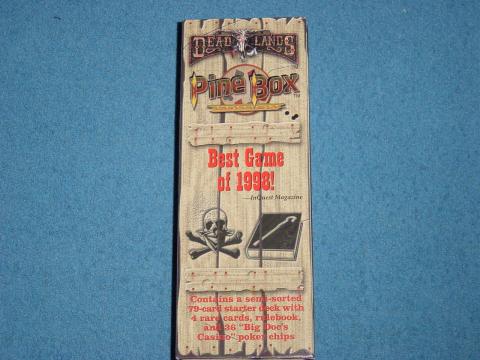 DEAD LANDS
Pine Box
TM
Best Game
of 1998!
—InQuest Magazine
Contains a semi-sorted
79-card starter deck with
4 rare cards, rulebook,
and 36 "Big Doc's
Casino" poker chips